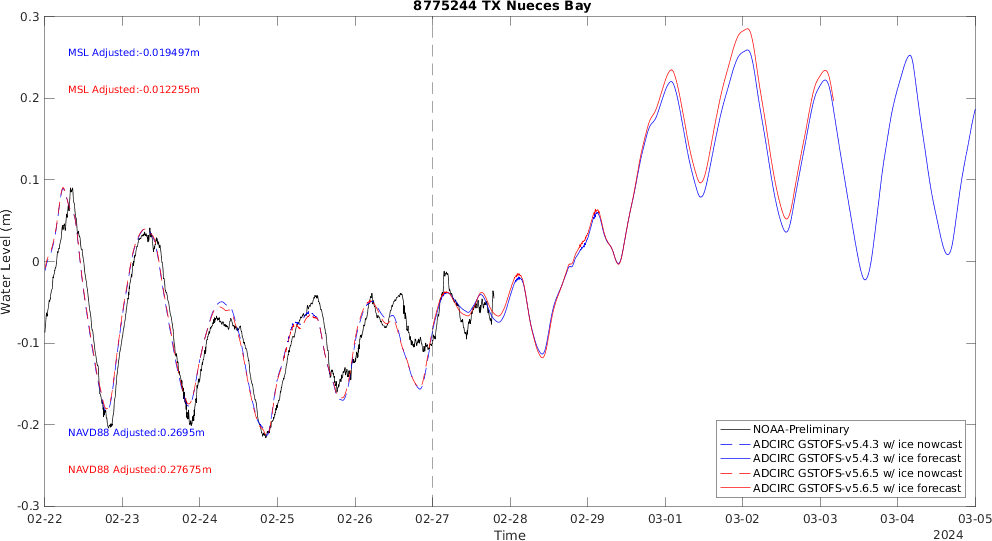 8775244 TX Nueces Bay
0.3
MSL Adjusted:-0.019497m
MSL Adjusted:-0.012255m
0.2
0.1
0
-0.1
-0.2
-0.3
Water Level (m)
NAVD88 Adjusted:0.2695m
NAVD88 Adjusted:0.27675m
NOAA-Preliminary
ADCIRC GSTOFS-v5.4.3 w/ ice nowcast
ADCIRC GSTOFS-v5.4.3 w/ ice forecast
ADCIRC GSTOFS-v5.6.5 w/ ice nowcast
ADCIRC GSTOFS-v5.6.5 w/ ice forecast
02-22 02-23 02-24 02-25 02-26 02-27 02-28 02-29 03-01 03-02 03-03 03-04 03-05
Time
2024